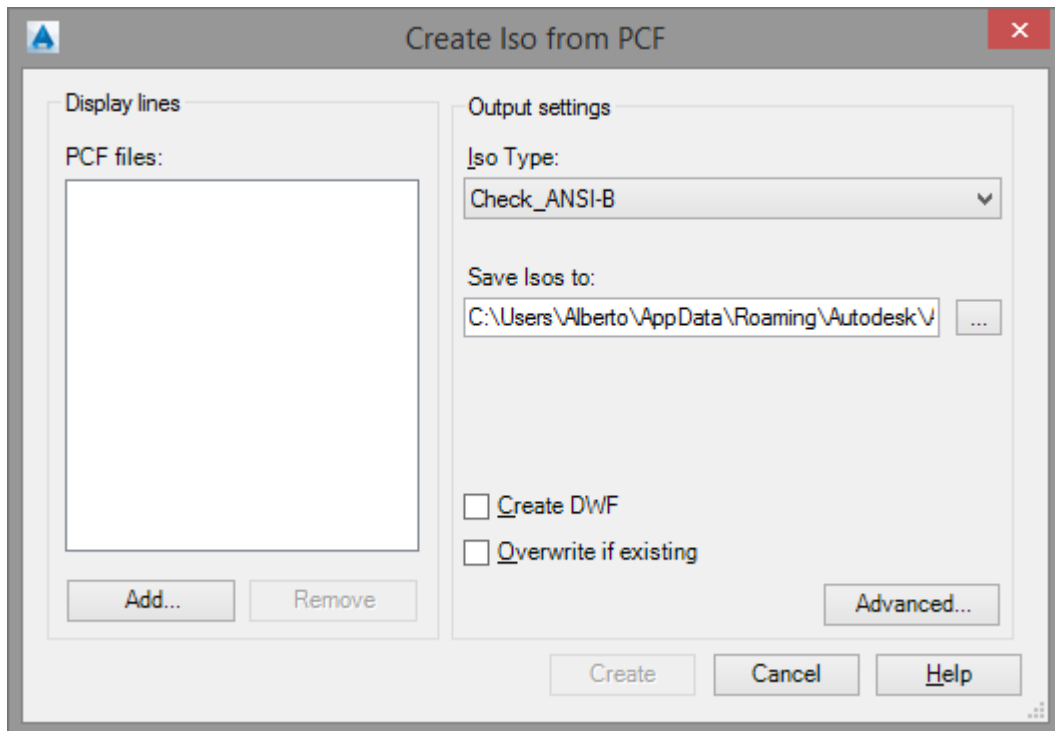 Create Iso from PCF
Display lines
PCF files:
Add...
Remove
Output settings
Iso Type:
Check_ANSI-B
Save Isos to:
C:\Users\Alberto\AppData\Roaming\Autodesk\
...
Create DWF
Overwrite if existing
Advanced...
Create
Cancel
Help